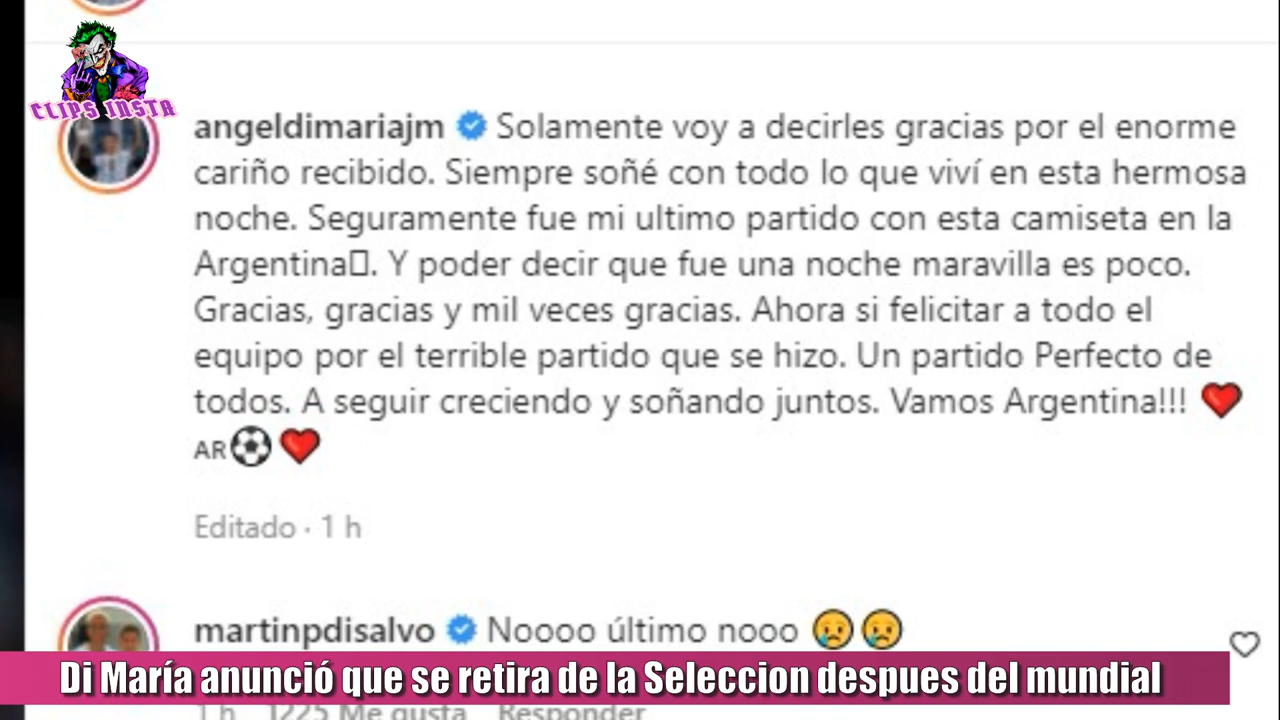 CLIPS INSTA
angeldimariajm Solamente voy a decirles gracias por el enorme
cariño recibido. Siempre soñé con todo lo que viví en esta hermosa
noche. Seguramente fue mi ultimo partido con esta camiseta en la
Argentina. Y poder decir que fue una noche maravilla es poco.
Gracias, gracias y mil veces gracias. Ahora si felicitar a todo el
equipo por el terrible partido que se hizo. Un partido Perfecto de
todos. A seguir creciendo y soñando juntos. Vamos Argentina!!! ❤️
AR⚽❤️
Editado · 1 h
martinpdisalvo Noooo último nooo 😢😢
Di María anunció que se retira de la Seleccion despues del mundial
1 h 1225 Me gusta Responder